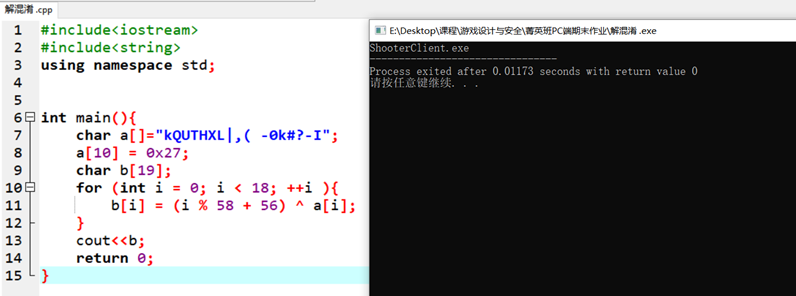 解混淆 .cpp
1 #include<iostream>
2 #include<string>
3 using namespace std;
4
5
6 int main(){
7 char a[]="kQUTHXL|,( -0k#?-I";
8 a[10] = 0x27;
9 char b[19];
10 for (int i = 0; i < 18; ++i ){
11 b[i] = (i % 58 + 56) ^ a[i];
12 }
13 cout<<b;
14 return 0;
15 }
E:\Desktop\课程\游戏设计与安全\菁英班PC端期末作业\解混淆 .exe
ShooterClient.exe
--------------------------------
Process exited after 0.01173 seconds with return value 0
请按任意键继续. . .